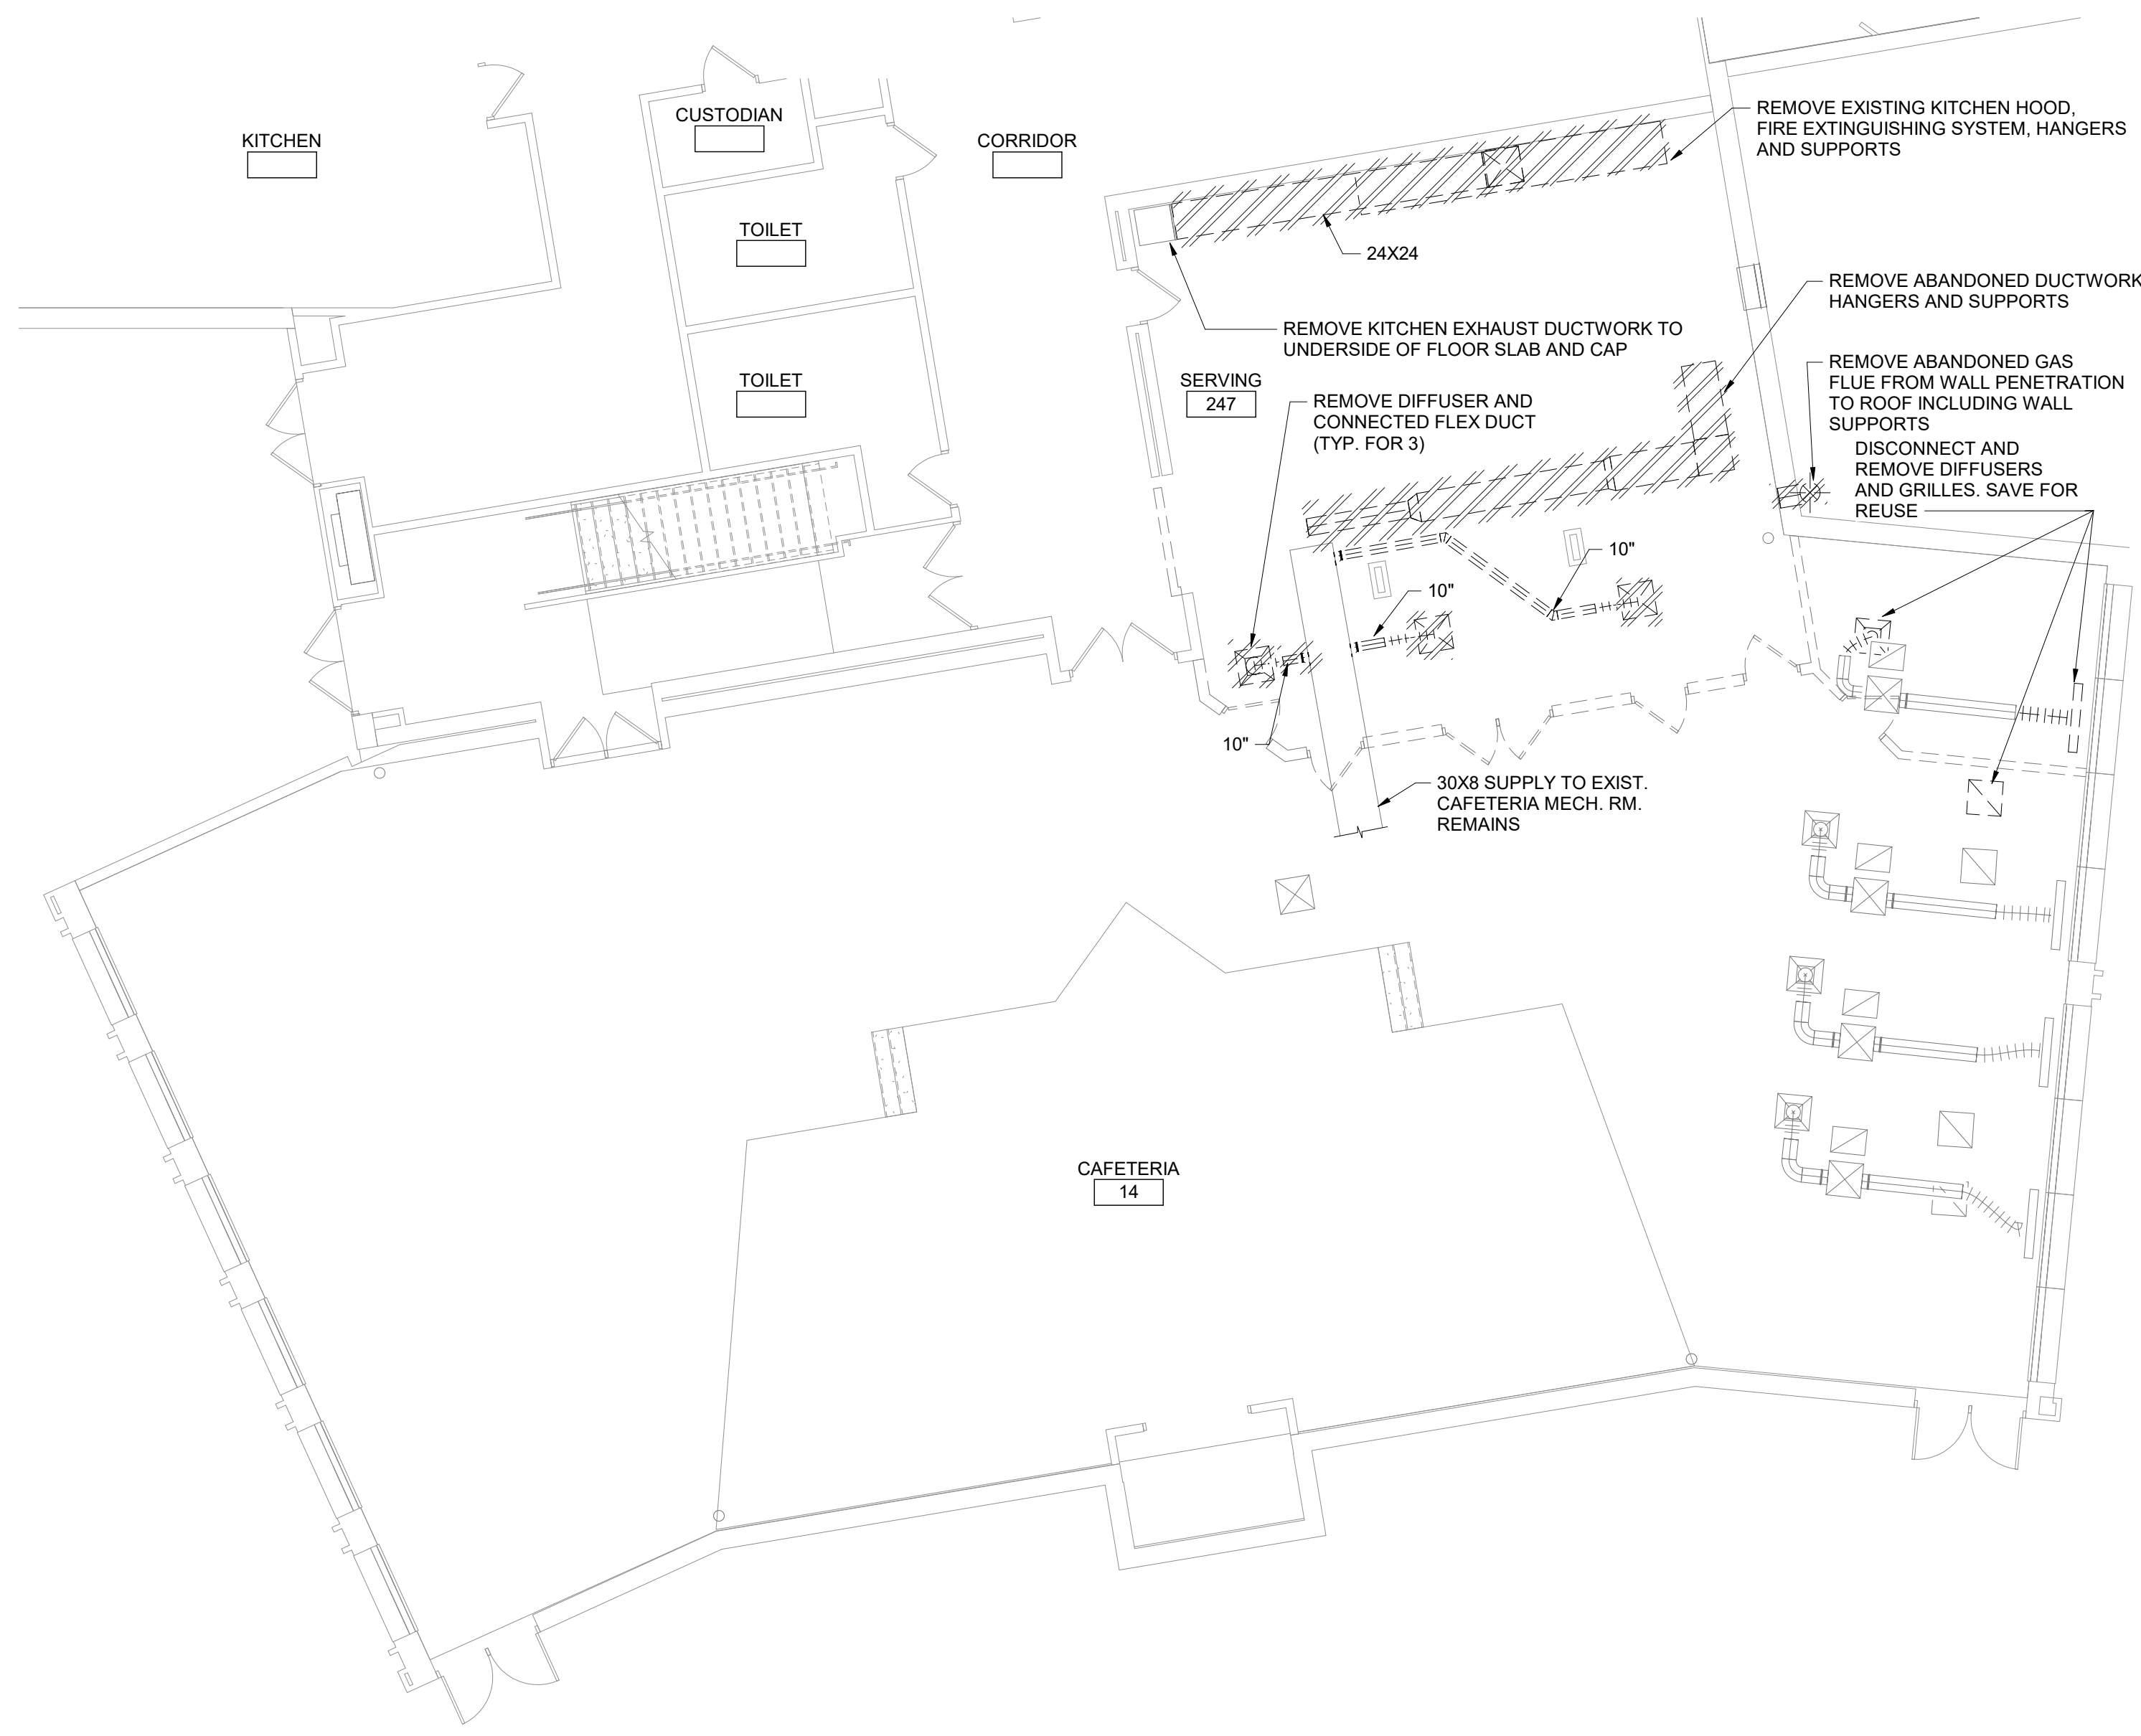 KITCHEN
CUSTODIAN
CORRIDOR
TOILET
TOILET
REMOVE EXISTING KITCHEN HOOD,
FIRE EXTINGUISHING SYSTEM, HANGERS
AND SUPPORTS
24X24
REMOVE ABANDONED DUCTWORK
HANGERS AND SUPPORTS
REMOVE KITCHEN EXHAUST DUCTWORK TO
UNDERSIDE OF FLOOR SLAB AND CAP
REMOVE ABANDONED GAS
FLUE FROM WALL PENETRATION
TO ROOF INCLUDING WALL
SUPPORTS
SERVING
247
REMOVE DIFFUSER AND
CONNECTED FLEX DUCT
(TYP. FOR 3)
DISCONNECT AND
REMOVE DIFFUSERS
AND GRILLES. SAVE FOR
REUSE
10"
10"
10"
30X8 SUPPLY TO EXIST.
CAFETERIA MECH. RM.
REMAINS
CAFETERIA
14